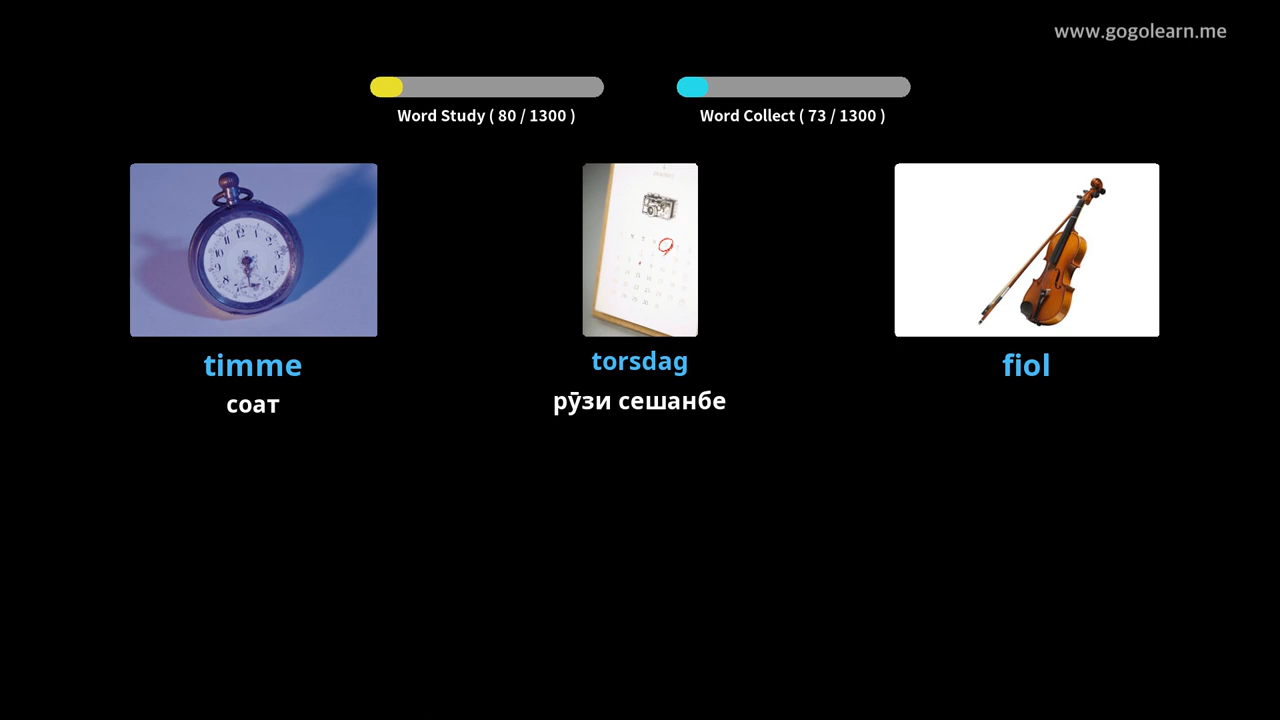 www.gogolearn.me
Word Study ( 80 / 1300 )
Word Collect ( 73 / 1300 )
timme
torsdag
fiol
соат
рӯзи сешанбе